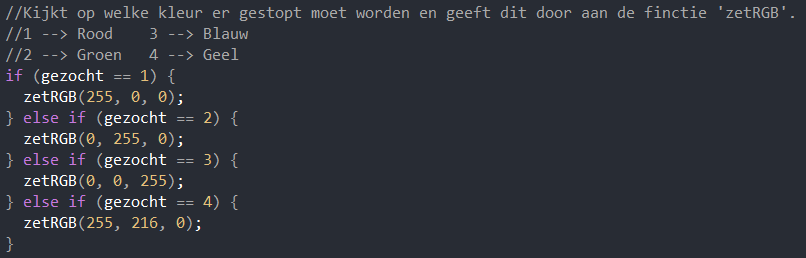 //Kijkt op welke kleur er gestopt moet worden en geeft dit door aan de finctie 'zetRGB'.
//1 --> Rood    3 --> Blauw
//2 --> Groen   4 --> Geel
if (gezocht == 1) {
  zetRGB(255, 0, 0);
} else if (gezocht == 2) {
  zetRGB(0, 255, 0);
} else if (gezocht == 3) {
  zetRGB(0, 0, 255);
} else if (gezocht == 4) {
  zetRGB(255, 216, 0);
}